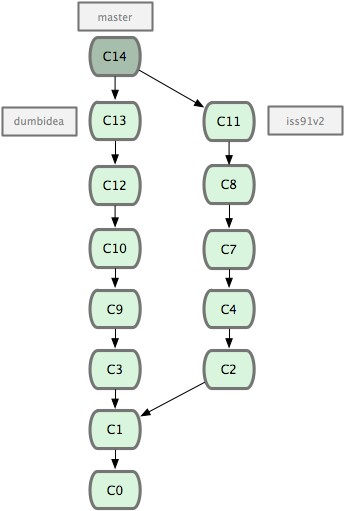 master
C14
dumbidea
C13
C11
iss91v2
C12
C8
C10
C7
C9
C4
C3
C2
C1
C0